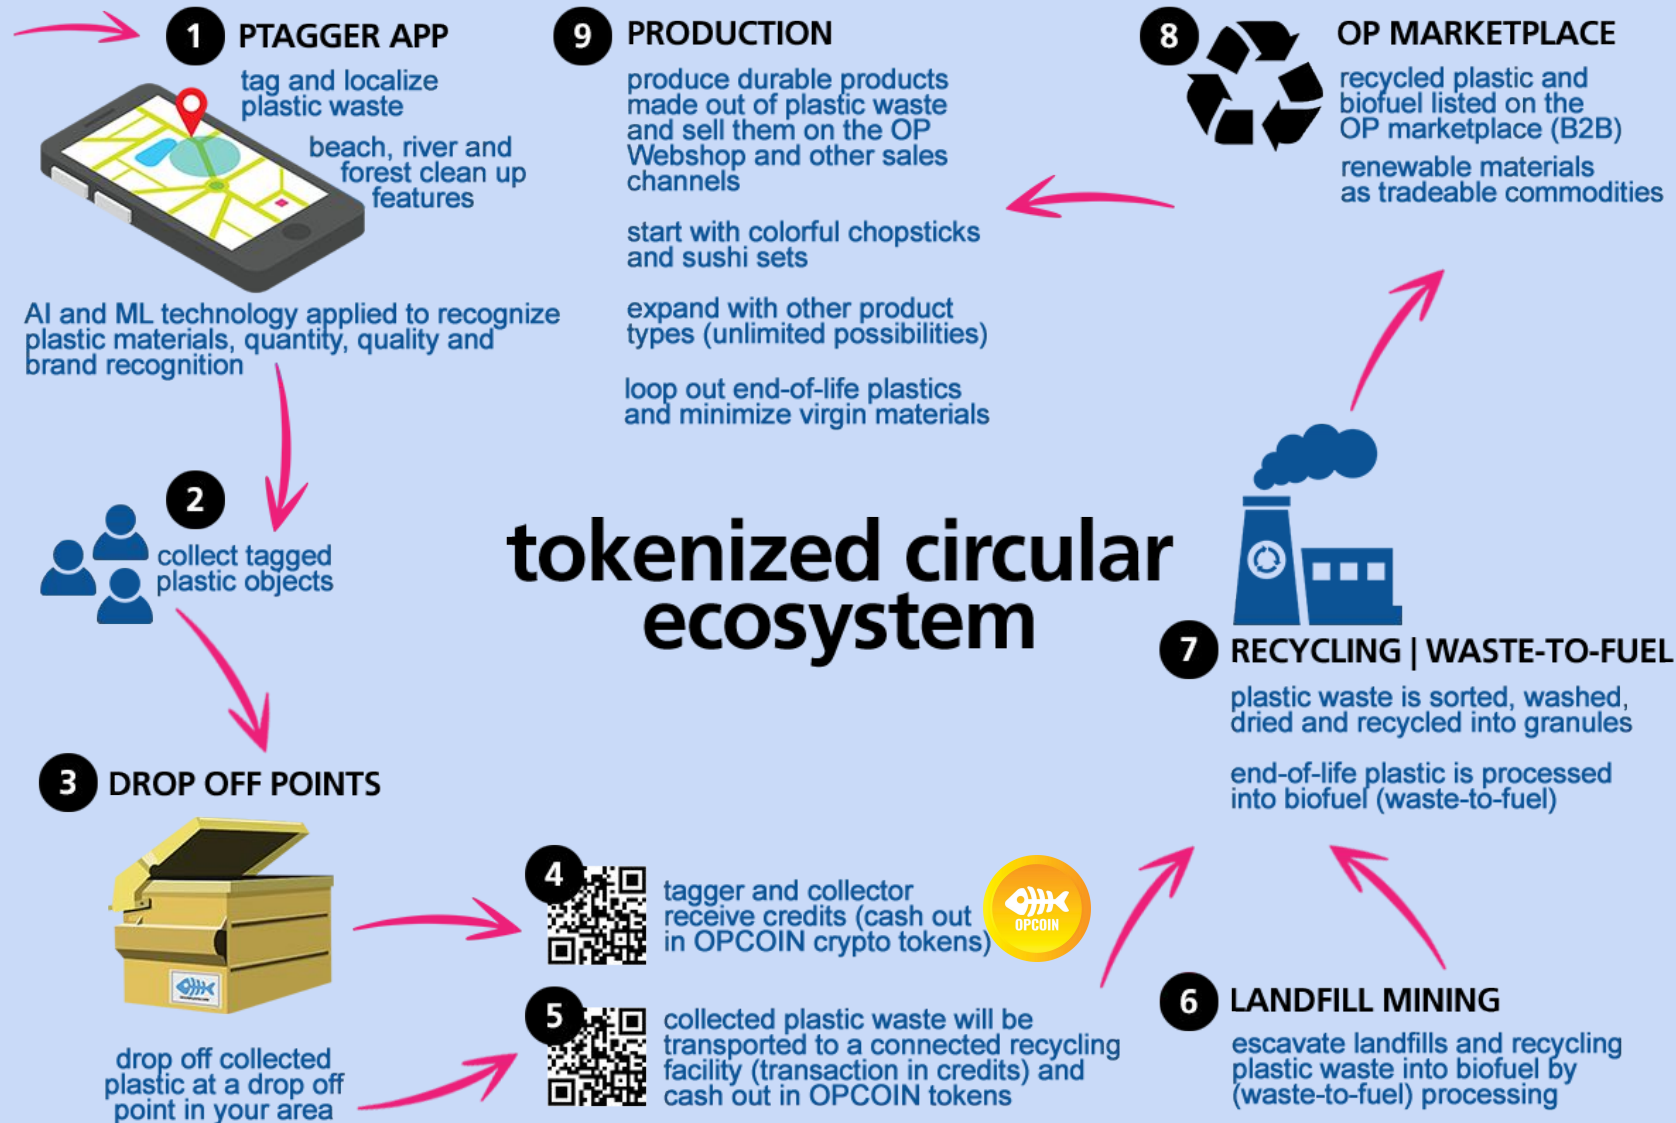 1 PTAGGER APP
tag and localize
plastic waste
beach, river and
forest clean up
features
AI and ML technology applied to recognize
plastic materials, quantity, quality and
brand recognition
2
collect tagged
plastic objects
3 DROP OFF POINTS
drop off collected
plastic at a drop off
point in your area
4
tagger and collector
receive credits (cash out
in OPCOIN crypto tokens)
OPCOIN
5
collected plastic waste will be
transported to a connected recycling
facility (transaction in credits) and
cash out in OPCOIN tokens
6 LANDFILL MINING
escavate landfills and recycling
plastic waste into biofuel by
(waste-to-fuel) processing
7 RECYCLING | WASTE-TO-FUEL
plastic waste is sorted, washed,
dried and recycled into granules
end-of-life plastic is processed
into biofuel (waste-to-fuel)
8 OP MARKETPLACE
recycled plastic and
biofuel listed on the
OP marketplace (B2B)
renewable materials
as tradeable commodities
9 PRODUCTION
produce durable products
made out of plastic waste
and sell them on the OP
Webshop and other sales
channels
start with colorful chopsticks
and sushi sets
expand with other product
types (unlimited possibilities)
loop out end-of-life plastics
and minimize virgin materials
tokenized circular
ecosystem